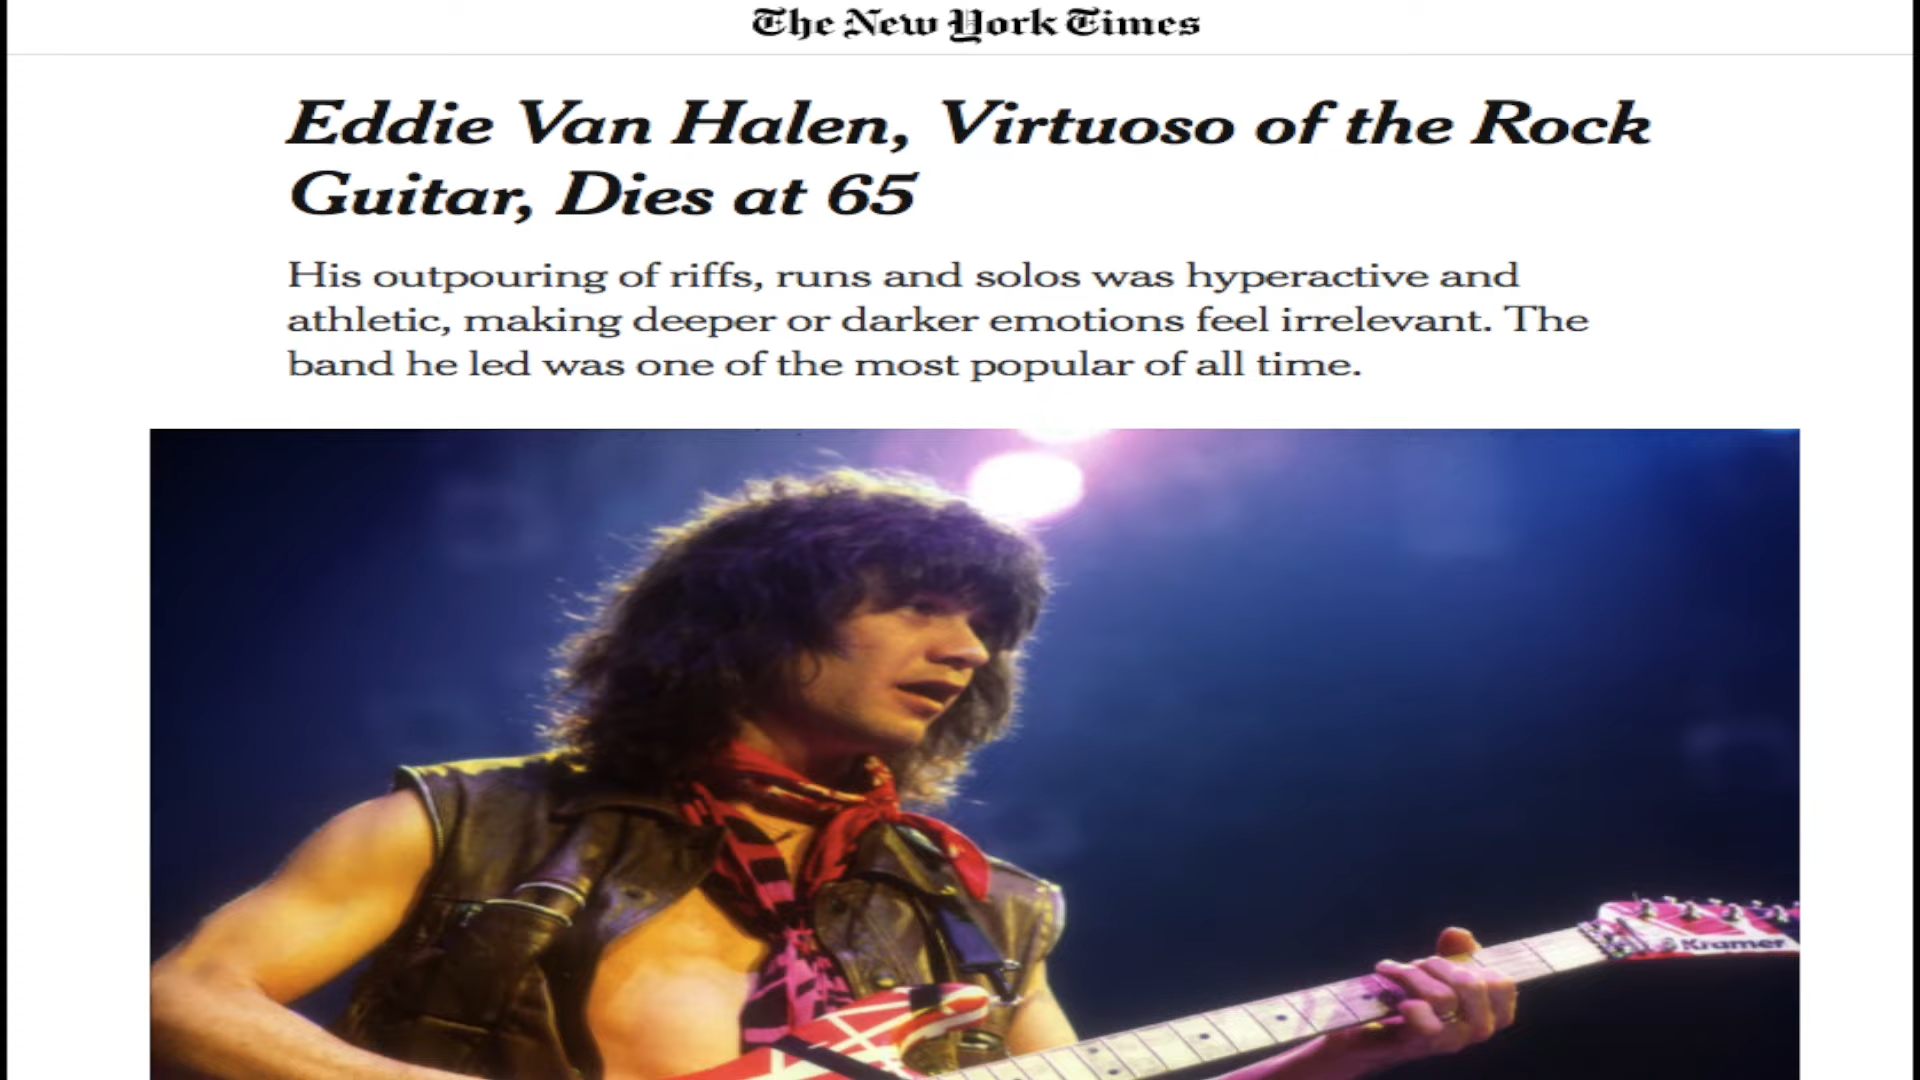 The New York Times
Eddie Van Halen, Virtuoso of the Rock
Guitar, Dies at 65
His outpouring of riffs, runs and solos was hyperactive and
athletic, making deeper or darker emotions feel irrelevant. The
band he led was one of the most popular of all time.
Kramer